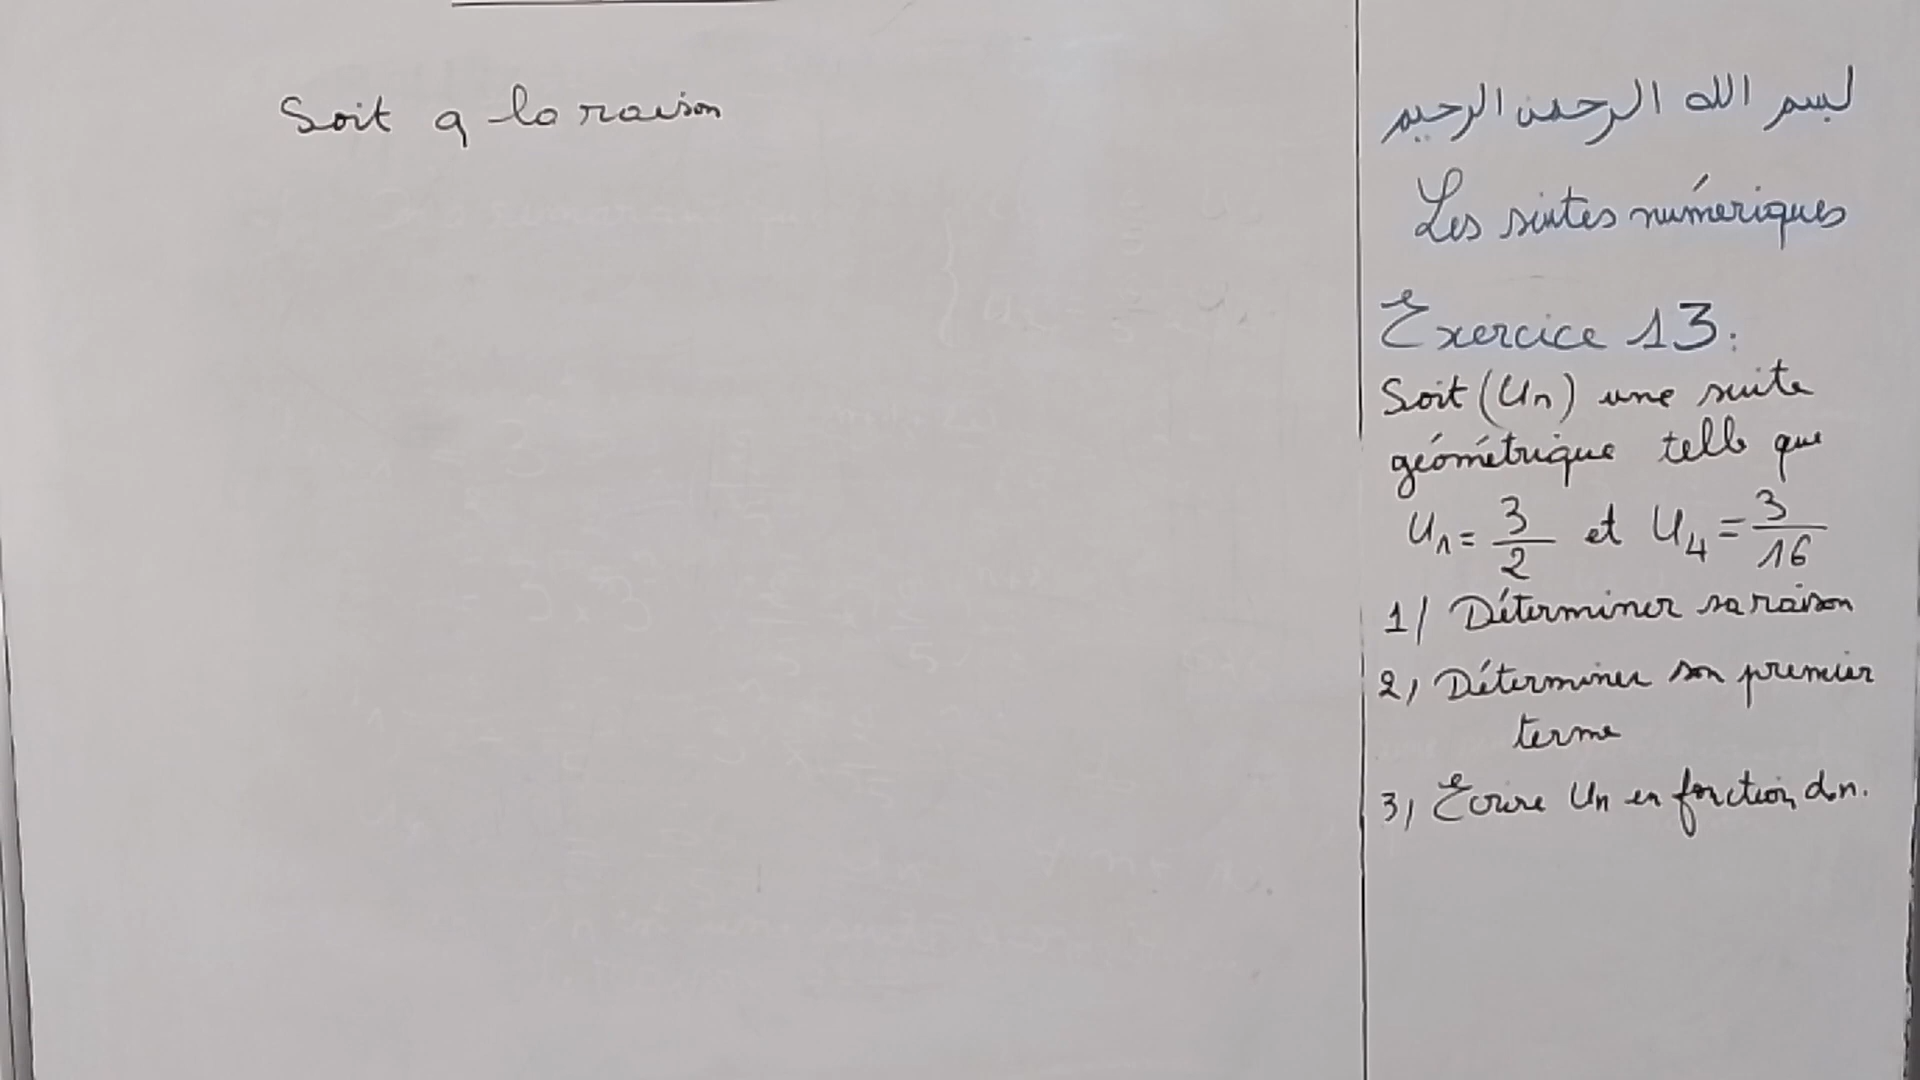 Soit q la raison
بسم الله الرحمن الرحيم
Les suites numériques
Exercice 13:
Soit (Un) une suite
géométrique telle que
U1 = 3/2 et U4 = 3/16
1/ Déterminer sa raison
2, Déterminer son premier
terme
3, Ecrire Un en fonction de n.